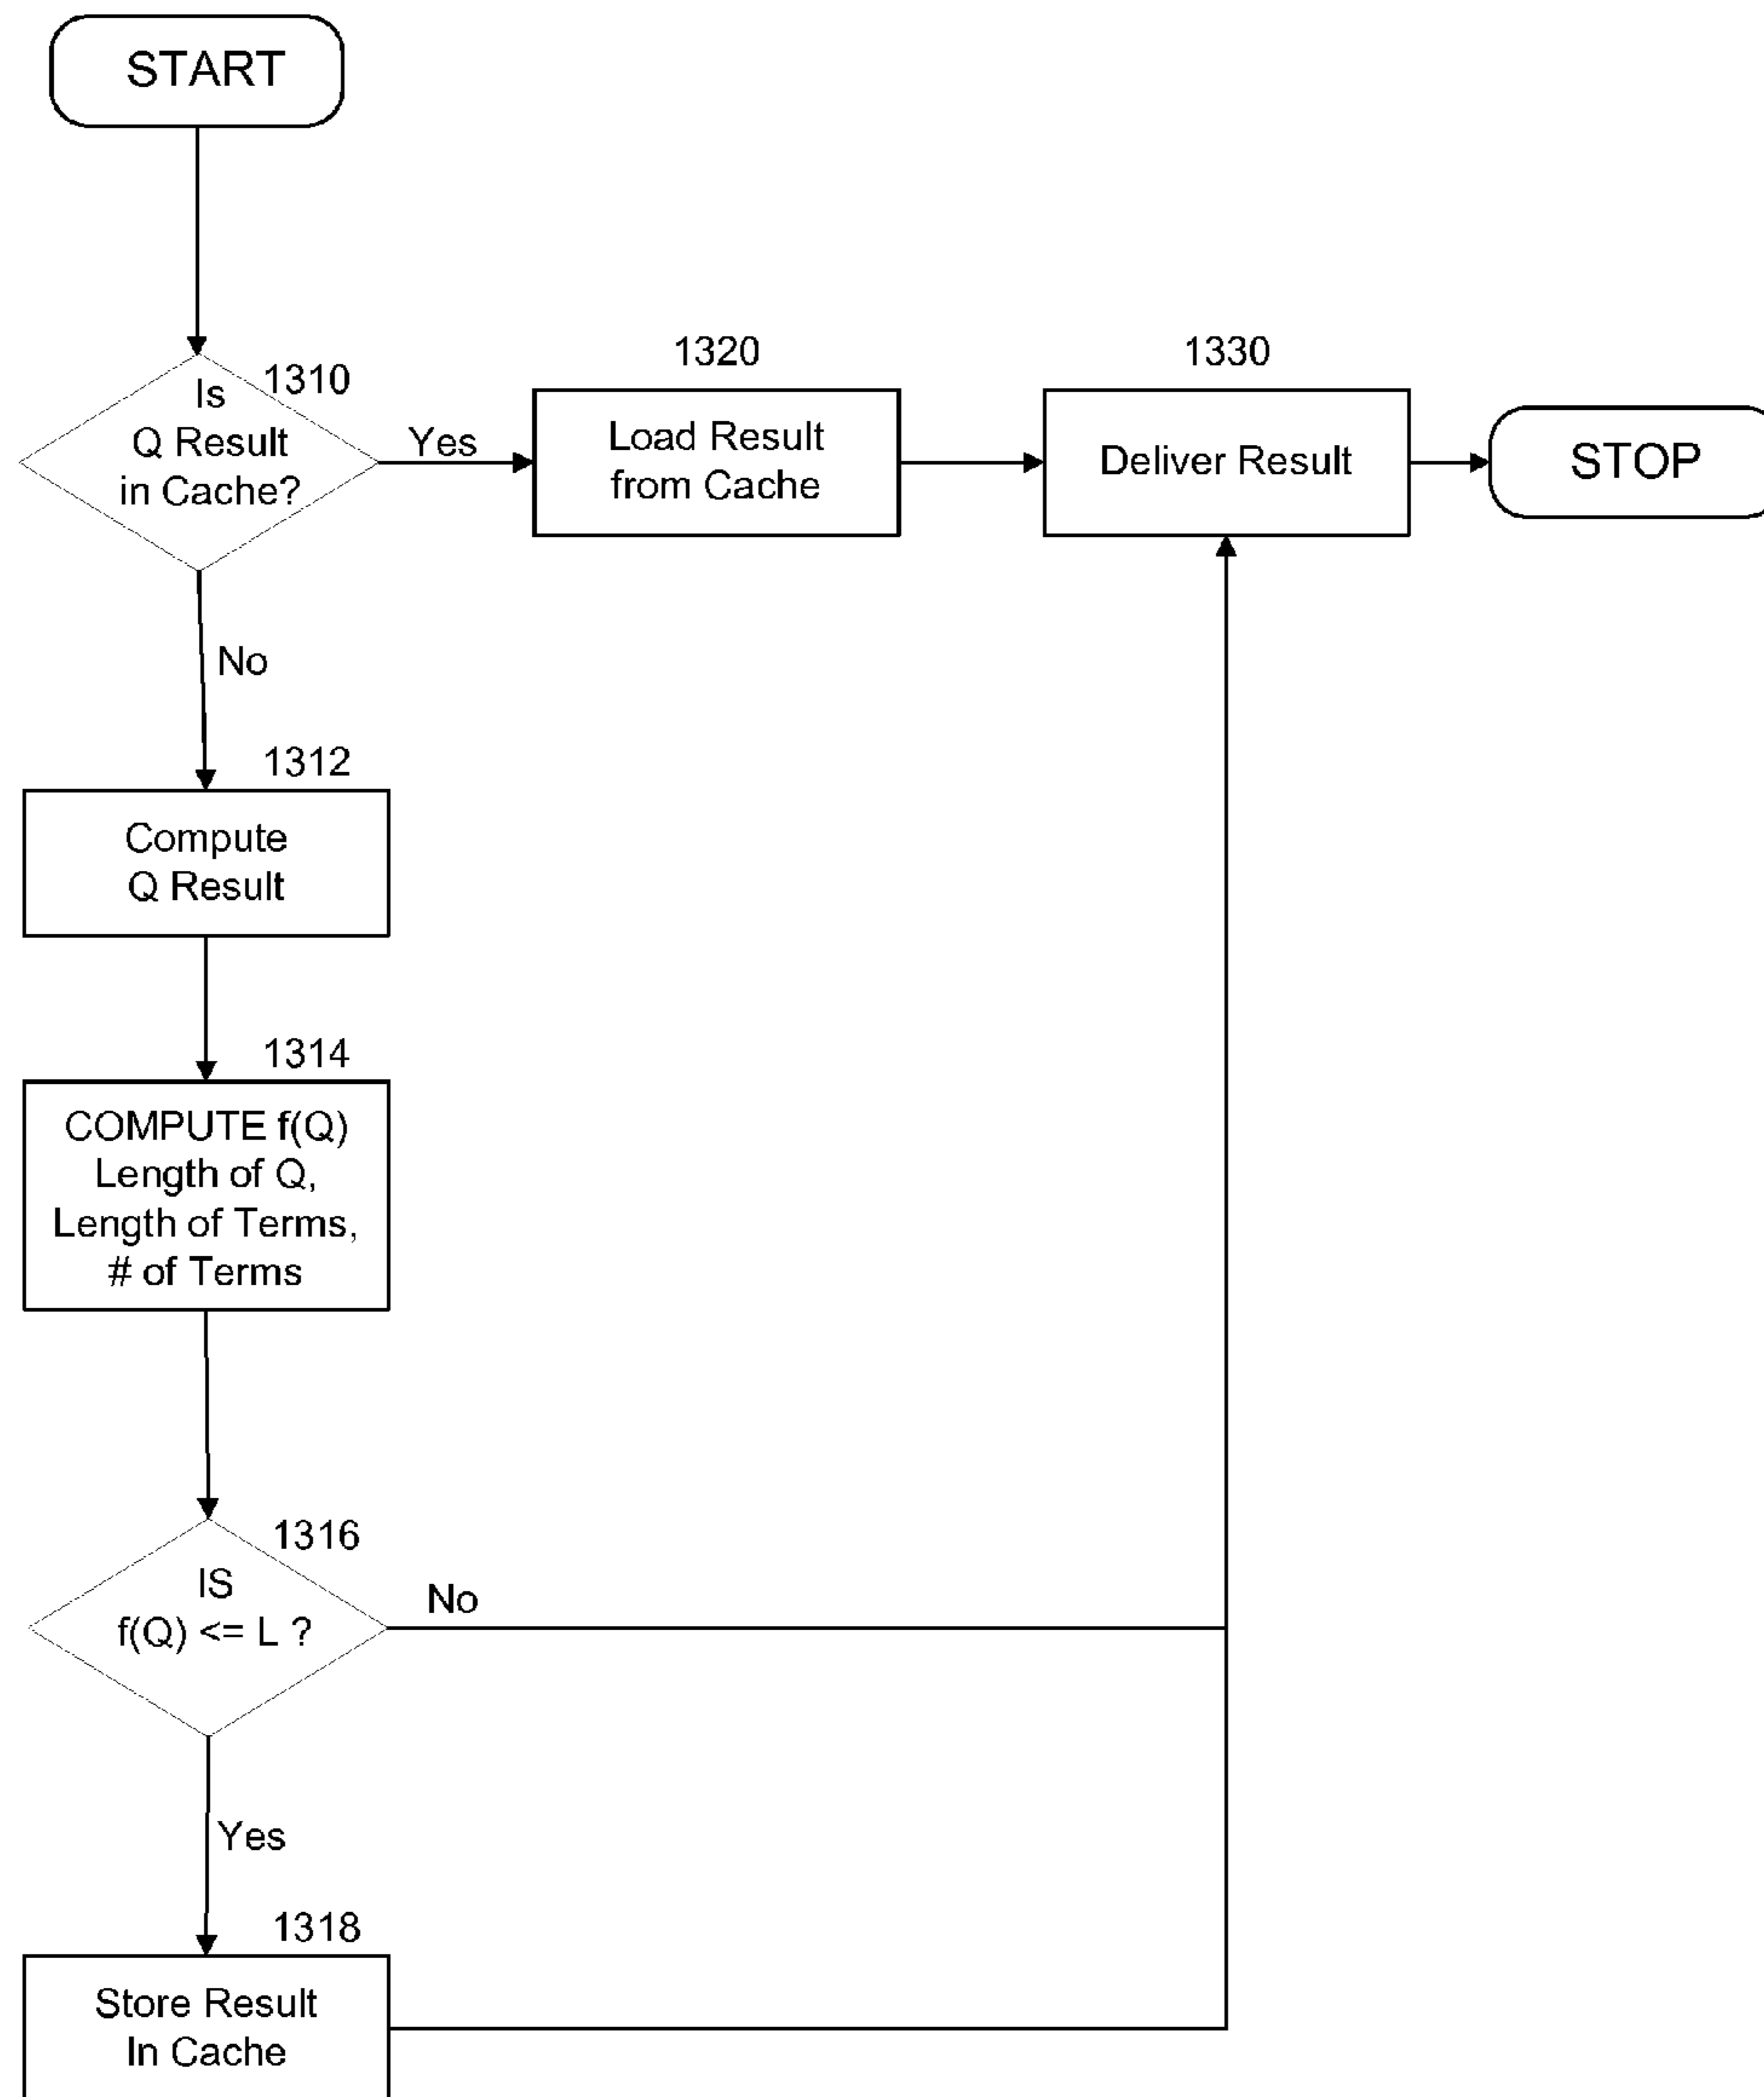 START
1310
Is
Q Result
in Cache?
Yes
1320
Load Result
from Cache
1330
Deliver Result
STOP
No
1312
Compute
Q Result
1314
COMPUTE f(Q)
Length of Q,
Length of Terms,
# of Terms
1316
IS
f(Q) <= L ?
No
Yes
1318
Store Result
In Cache